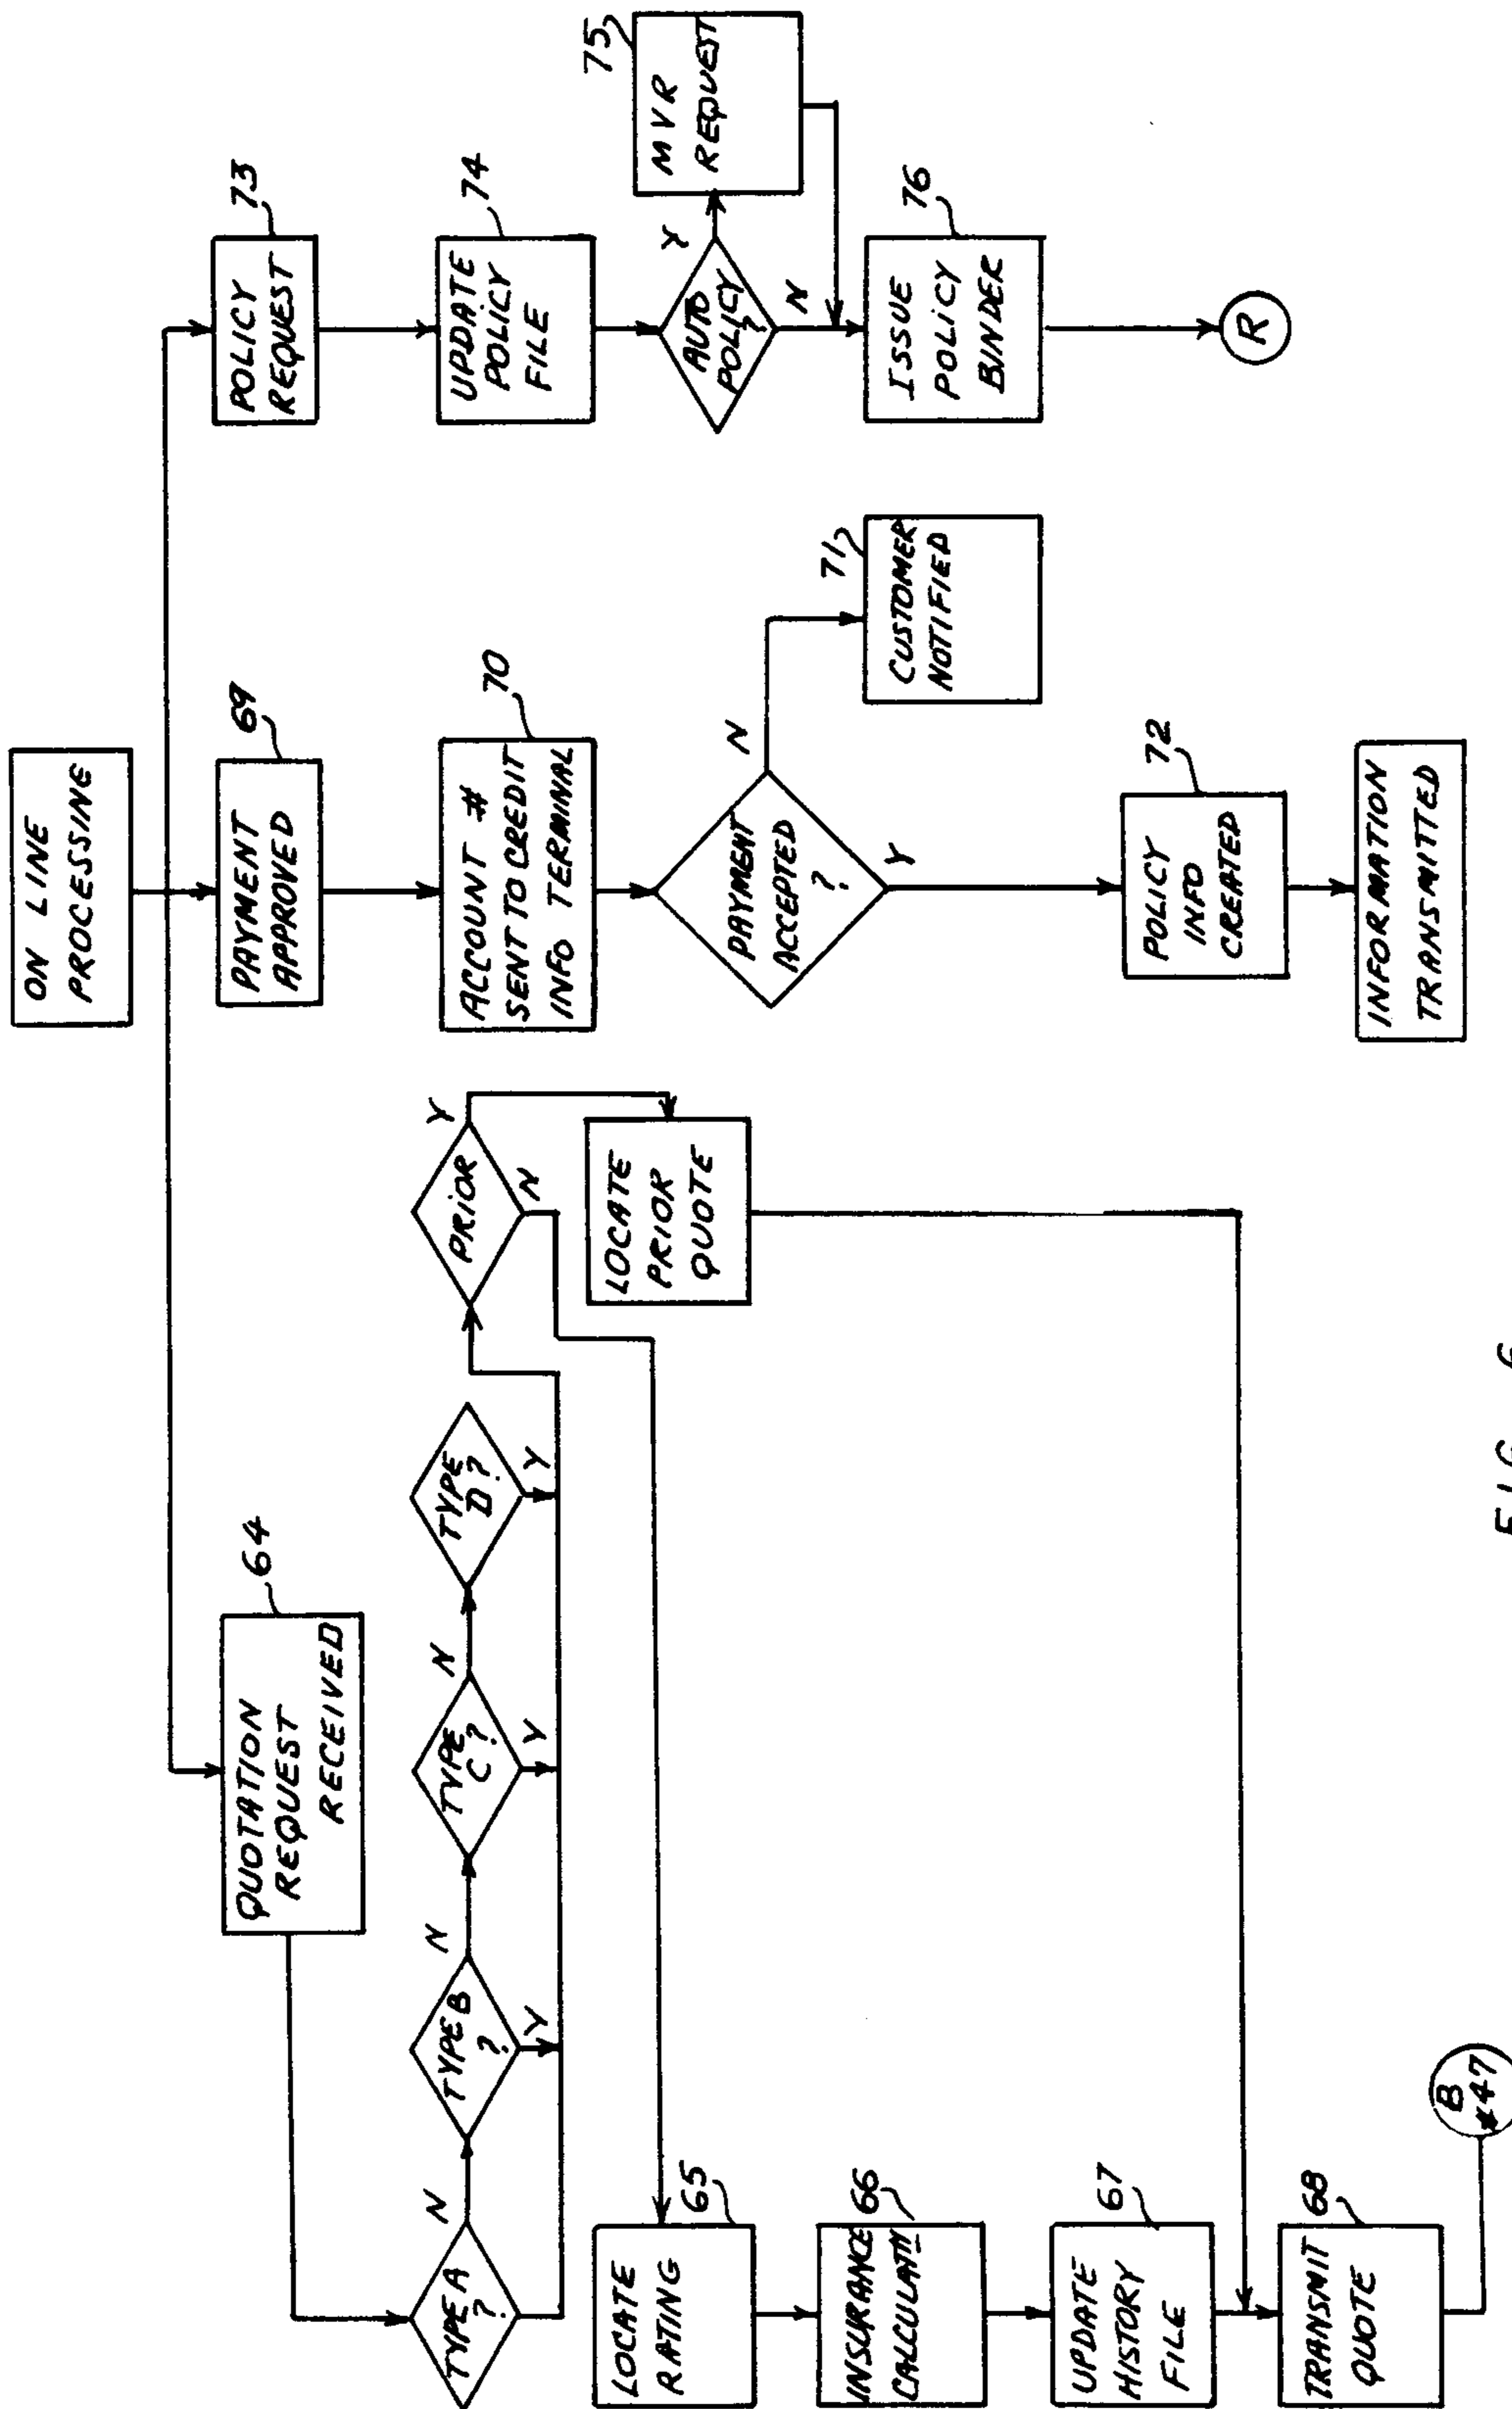 ON LINE
PROCESSING
QUOTATION
REQUEST
RECEIVED
64
TYPE A
?
N
TYPE B
?
N
Y
TYPE
C?
N
Y
TYPE
D?
Y
PRIOR
Y
N
LOCATE
PRIOR
QUOTE
LOCATE
RATING
65
INSURANCE
CALCULAT'N
66
UPDATE
HISTORY
FILE
67
TRANSMIT
QUOTE
68
B
#47
PAYMENT
APPROVED
69
ACCOUNT #
SENT TO CREDIT
INFO TERMINAL
70
PAYMENT
ACCEPTED
?
N
Y
CUSTOMER
NOTIFIED
71
POLICY
INFO
CREATED
72
INFORMATION
TRANSMITTED
POLICY
REQUEST
73
UPDATE
POLICY
FILE
74
AUTO
POLICY
?
Y
N
MVR
REQUEST
75
ISSUE
POLICY
BINDER
76
R
FIG. 6